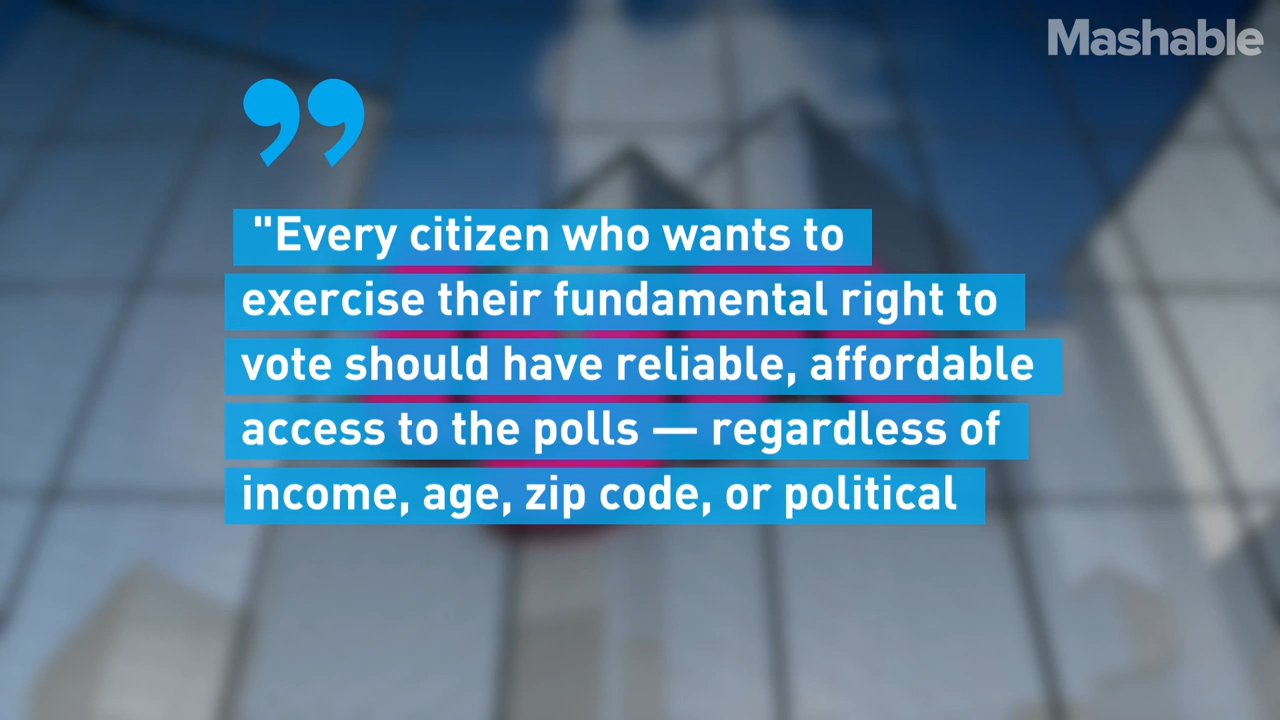 Mashable
"Every citizen who wants to
exercise their fundamental right to
vote should have reliable, affordable
access to the polls — regardless of
income, age, zip code, or political